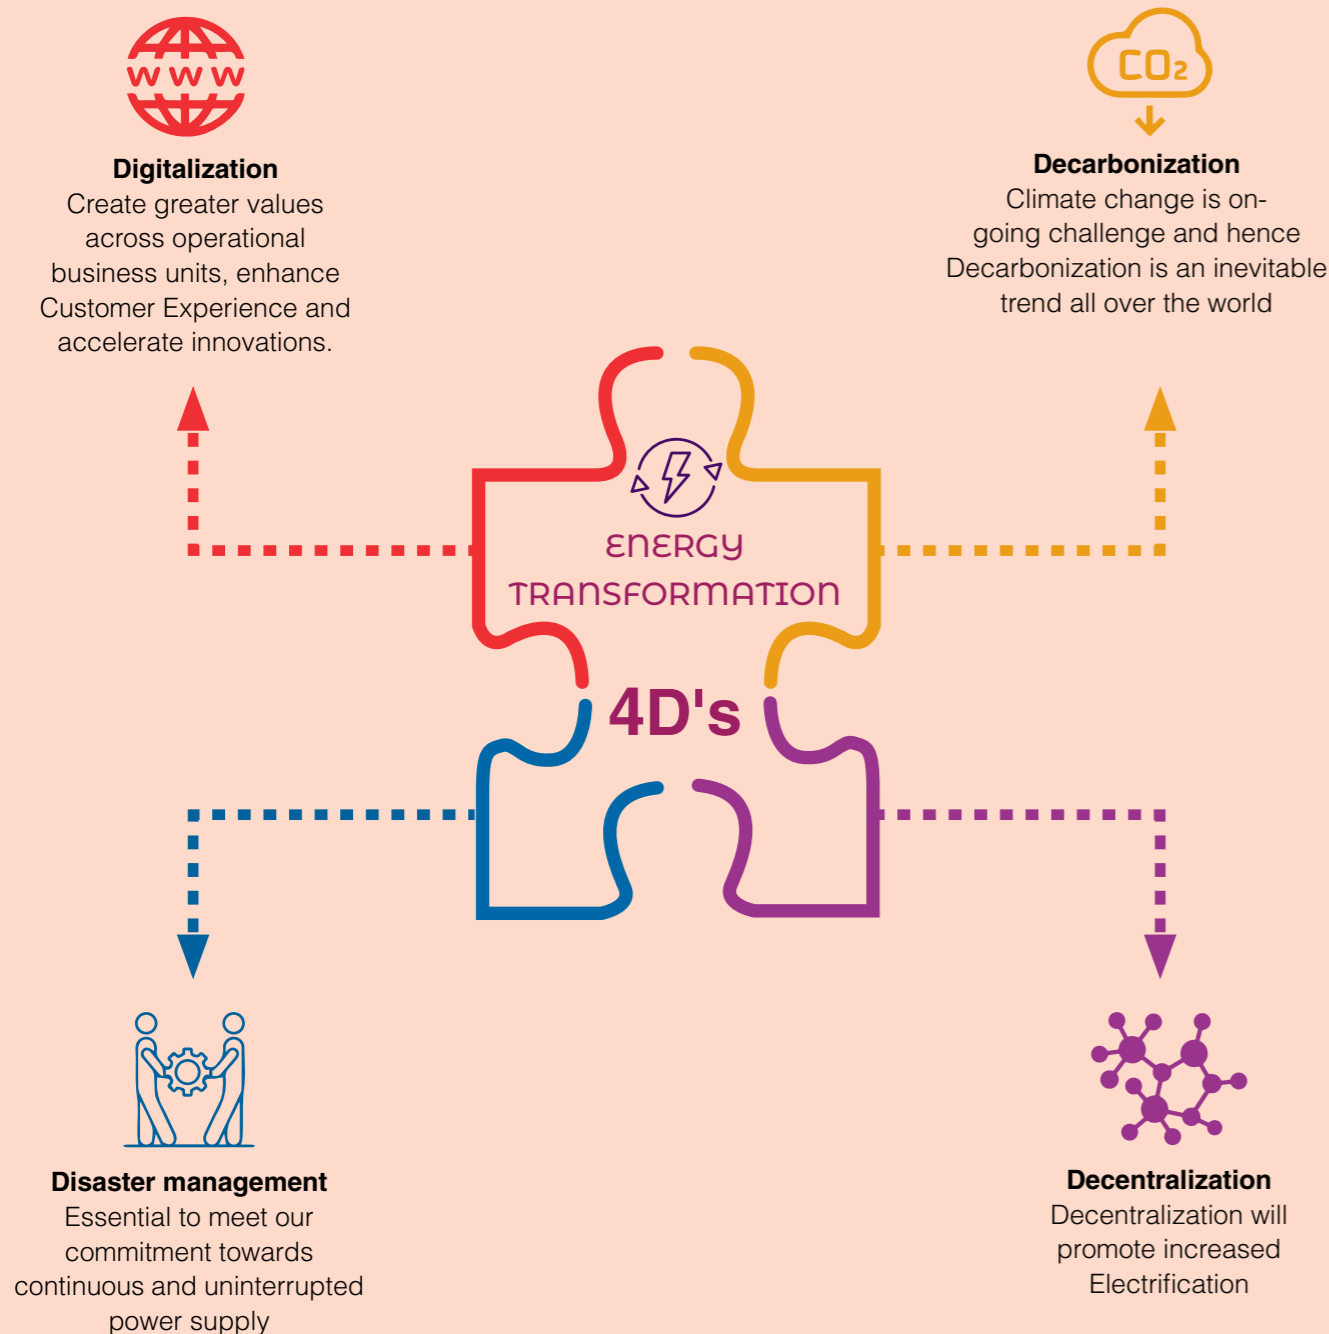 WWW
Digitalization
Create greater values
across operational
business units, enhance
Customer Experience and
accelerate innovations.
CO₂
Decarbonization
Climate change is on-
going challenge and hence
Decarbonization is an inevitable
trend all over the world
ENERGY
TRANSFORMATION
4D's
Disaster management
Essential to meet our
commitment towards
continuous and uninterrupted
power supply
Decentralization
Decentralization will
promote increased
Electrification